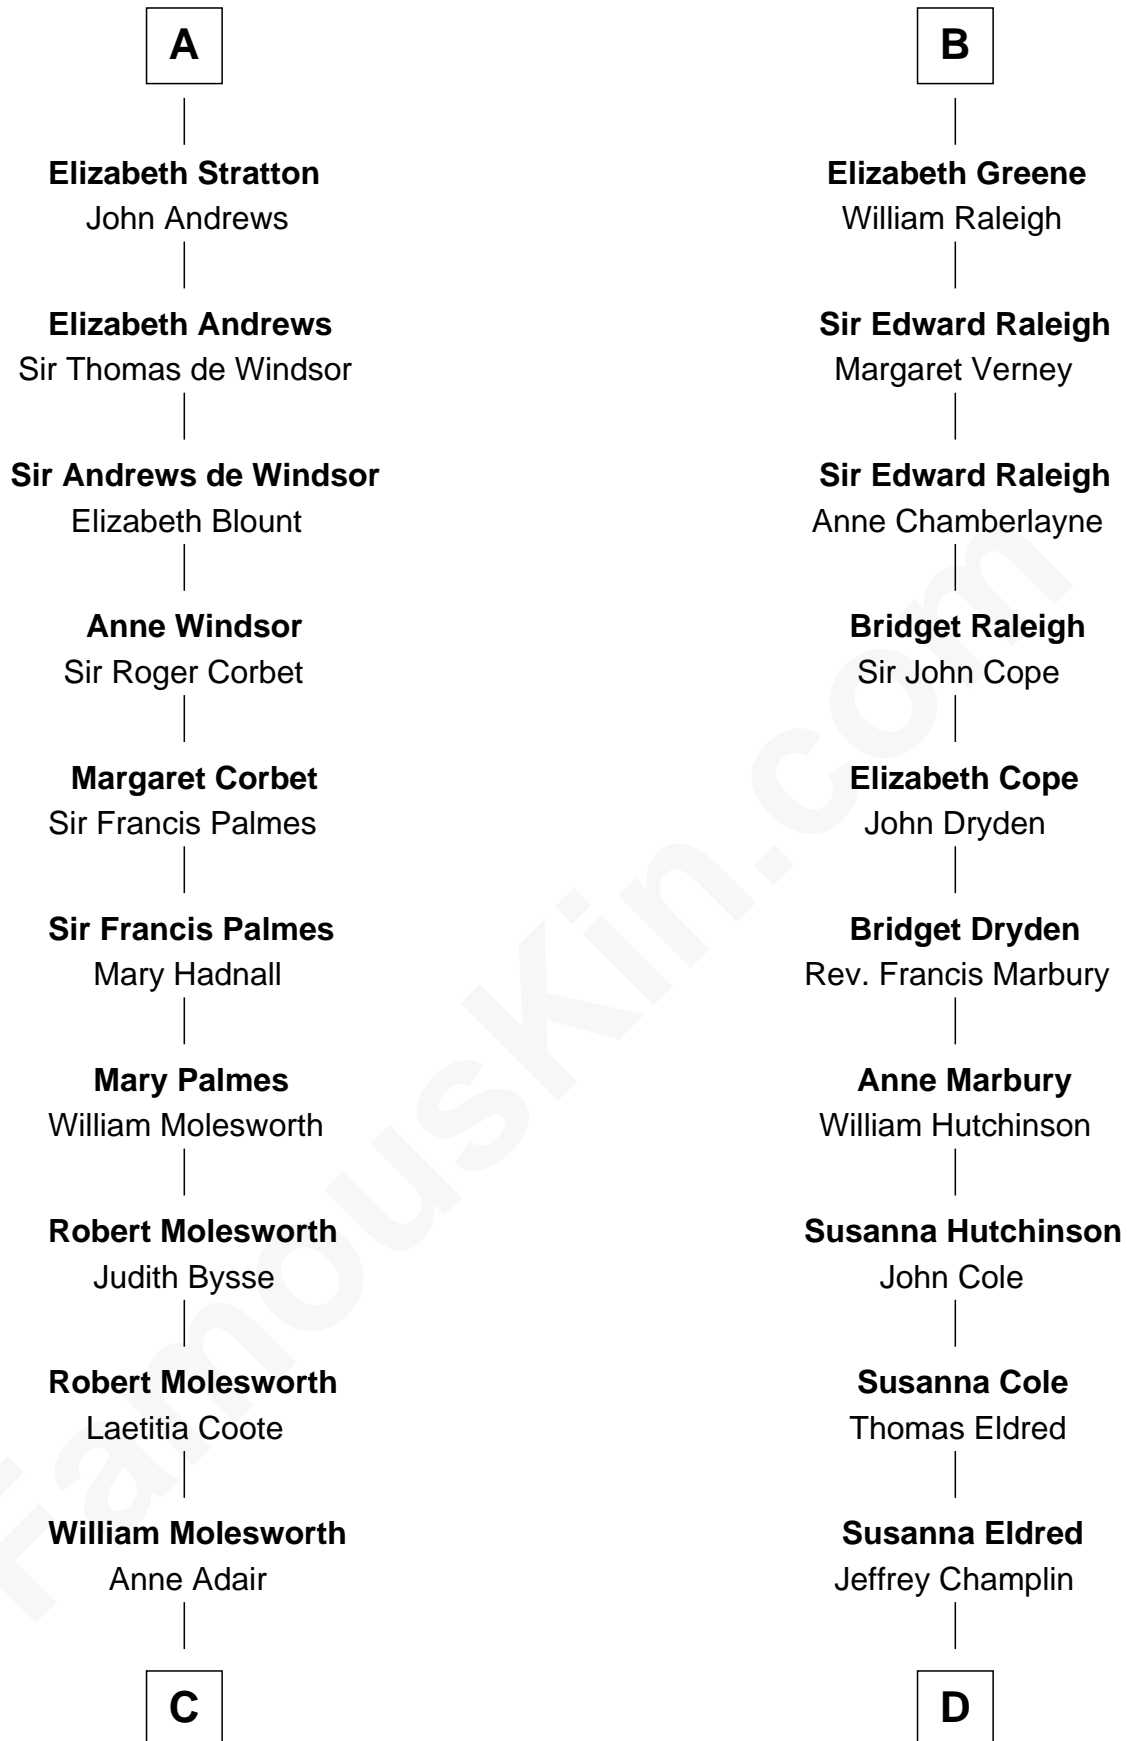 A
Elizabeth Stratton
John Andrews
Elizabeth Andrews
Sir Thomas de Windsor
Sir Andrews de Windsor
Elizabeth Blount
Anne Windsor
Sir Roger Corbet
Margaret Corbet
Sir Francis Palmes
Sir Francis Palmes
Mary Hadnall
Mary Palmes
William Molesworth
Robert Molesworth
Judith Bysse
Robert Molesworth
Laetitia Coote
William Molesworth
Anne Adair
C
B
Elizabeth Greene
William Raleigh
Sir Edward Raleigh
Margaret Verney
Sir Edward Raleigh
Anne Chamberlayne
Bridget Raleigh
Sir John Cope
Elizabeth Cope
John Dryden
Bridget Dryden
Rev. Francis Marbury
Anne Marbury
William Hutchinson
Susanna Hutchinson
John Cole
Susanna Cole
Thomas Eldred
Susanna Eldred
Jeffrey Champlin
D
FamousKin.com